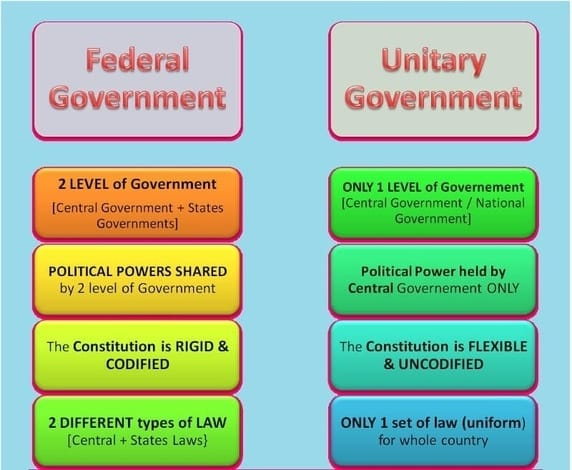 Federal
Government
Unitary
Government
2 LEVEL of Government
[Central Government + States
Governments]
ONLY 1 LEVEL of Governement
[Central Government / National
Government]
POLITICAL POWERS SHARED
by 2 level of Government
Political Power held by
Central Governement ONLY
The Constitution is RIGID &
CODIFIED
The Constitution is FLEXIBLE
& UNCODIFIED
2 DIFFERENT types of LAW
[Central + States Laws}
ONLY 1 set of law (uniform)
for whole country